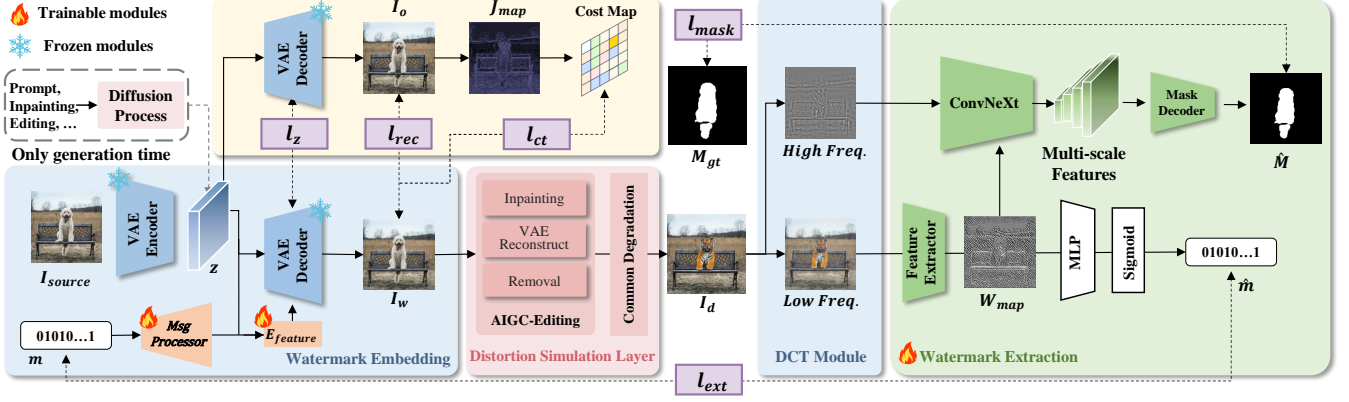 Trainable modules
Frozen modules
Prompt,
Inpainting,
Editing, …
Diffusion
Process
Only generation time
VAE
Decoder
I_o
J_map
Cost Map
l_z
l_rec
l_ct
l_mask
M_gt
High Freq.
ConvNeXt
Multi-scale
Features
Mask
Decoder
M̂
I_source
VAE
Encoder
z
VAE
Decoder
I_w
Inpainting
VAE
Reconstruct
Removal
AIGC-Editing
Common Degradation
I_d
Low Freq.
Feature
Extractor
W_map
MLP
Sigmoid
01010…1
m̂
01010…1
m
Msg
Processor
E_feature
Watermark Embedding
Distortion Simulation Layer
DCT Module
Watermark Extraction
l_ext